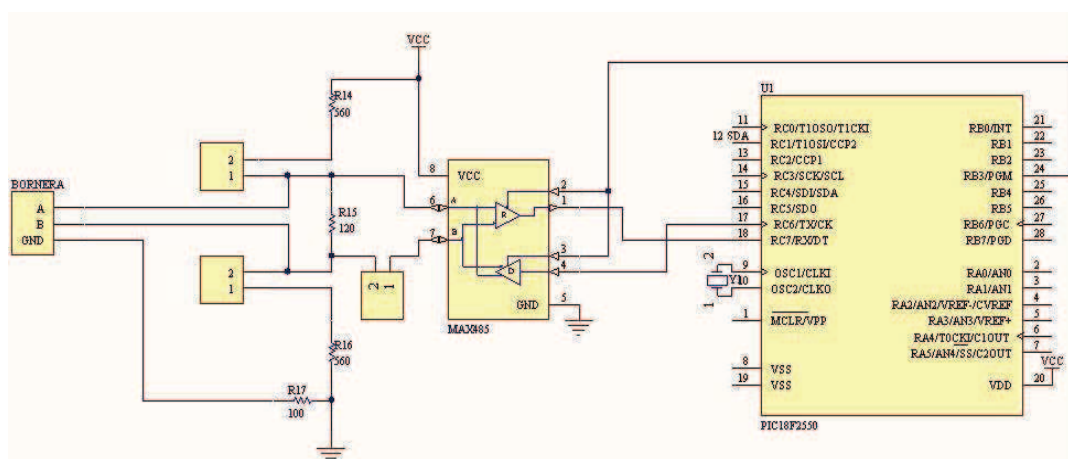 VCC
R14
560
2
1
BORNERA
A
B
GND
R15
120
2
1
2
1
R16
560
R17
100
8
VCC
6
A
R
2
1
7
B
D
3
4
GND
5
MAX485
U1
11
RC0/T1OSO/T1CKI
12 SDA
RC1/T1OSI/CCP2
13
RC2/CCP1
14
RC3/SCK/SCL
15
RC4/SDI/SDA
16
RC5/SDO
17
RC6/TX/CK
18
RC7/RX/DT
2
Y1
1
9
OSC1/CLKI
10
OSC2/CLKO
1
MCLR/VPP
8
VSS
19
VSS
RB0/INT
21
RB1
22
RB2
23
RB3/PGM
24
RB4
25
RB5
26
RB6/PGC
27
RB7/PGD
28
RA0/AN0
2
RA1/AN1
3
RA2/AN2/VREF-/CVREF
4
RA3/AN3/VREF+
5
RA4/T0CKI/C1OUT
6
RA5/AN4/SS/C2OUT
7
VCC
VDD
20
PIC18F2550